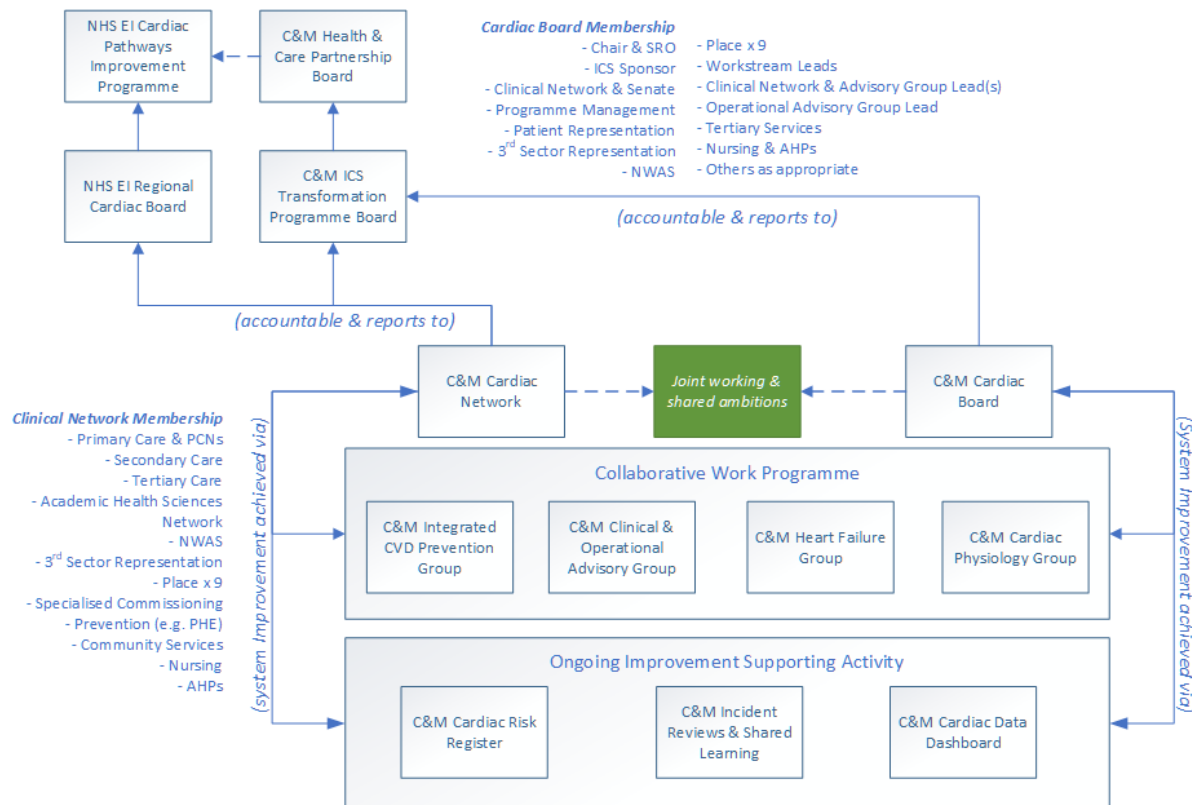 NHS EI Cardiac
Pathways
Improvement
Programme
C&M Health &
Care Partnership
Board
Cardiac Board Membership
- Chair & SRO
- ICS Sponsor
- Clinical Network & Senate
- Programme Management
- Patient Representation
- 3rd Sector Representation
- NWAS
- Place x 9
- Workstream Leads
- Clinical Network & Advisory Group Lead(s)
- Operational Advisory Group Lead
- Tertiary Services
- Nursing & AHPs
- Others as appropriate
NHS EI Regional
Cardiac Board
C&M ICS
Transformation
Programme Board
(accountable & reports to)
(accountable & reports to)
C&M Cardiac
Network
Joint working &
shared ambitions
C&M Cardiac
Board
Clinical Network Membership
- Primary Care & PCNs
- Secondary Care
- Tertiary Care
- Academic Health Sciences
Network
- NWAS
- 3rd Sector Representation
- Place x 9
- Specialised Commissioning
- Prevention (e.g. PHE)
- Community Services
- Nursing
- AHPs
(system Improvement achieved via)
Collaborative Work Programme
C&M Integrated
CVD Prevention
Group
C&M Clinical &
Operational
Advisory Group
C&M Heart Failure
Group
C&M Cardiac
Physiology Group
(System Improvement achieved via)
Ongoing Improvement Supporting Activity
C&M Cardiac Risk
Register
C&M Incident
Reviews & Shared
Learning
C&M Cardiac Data
Dashboard